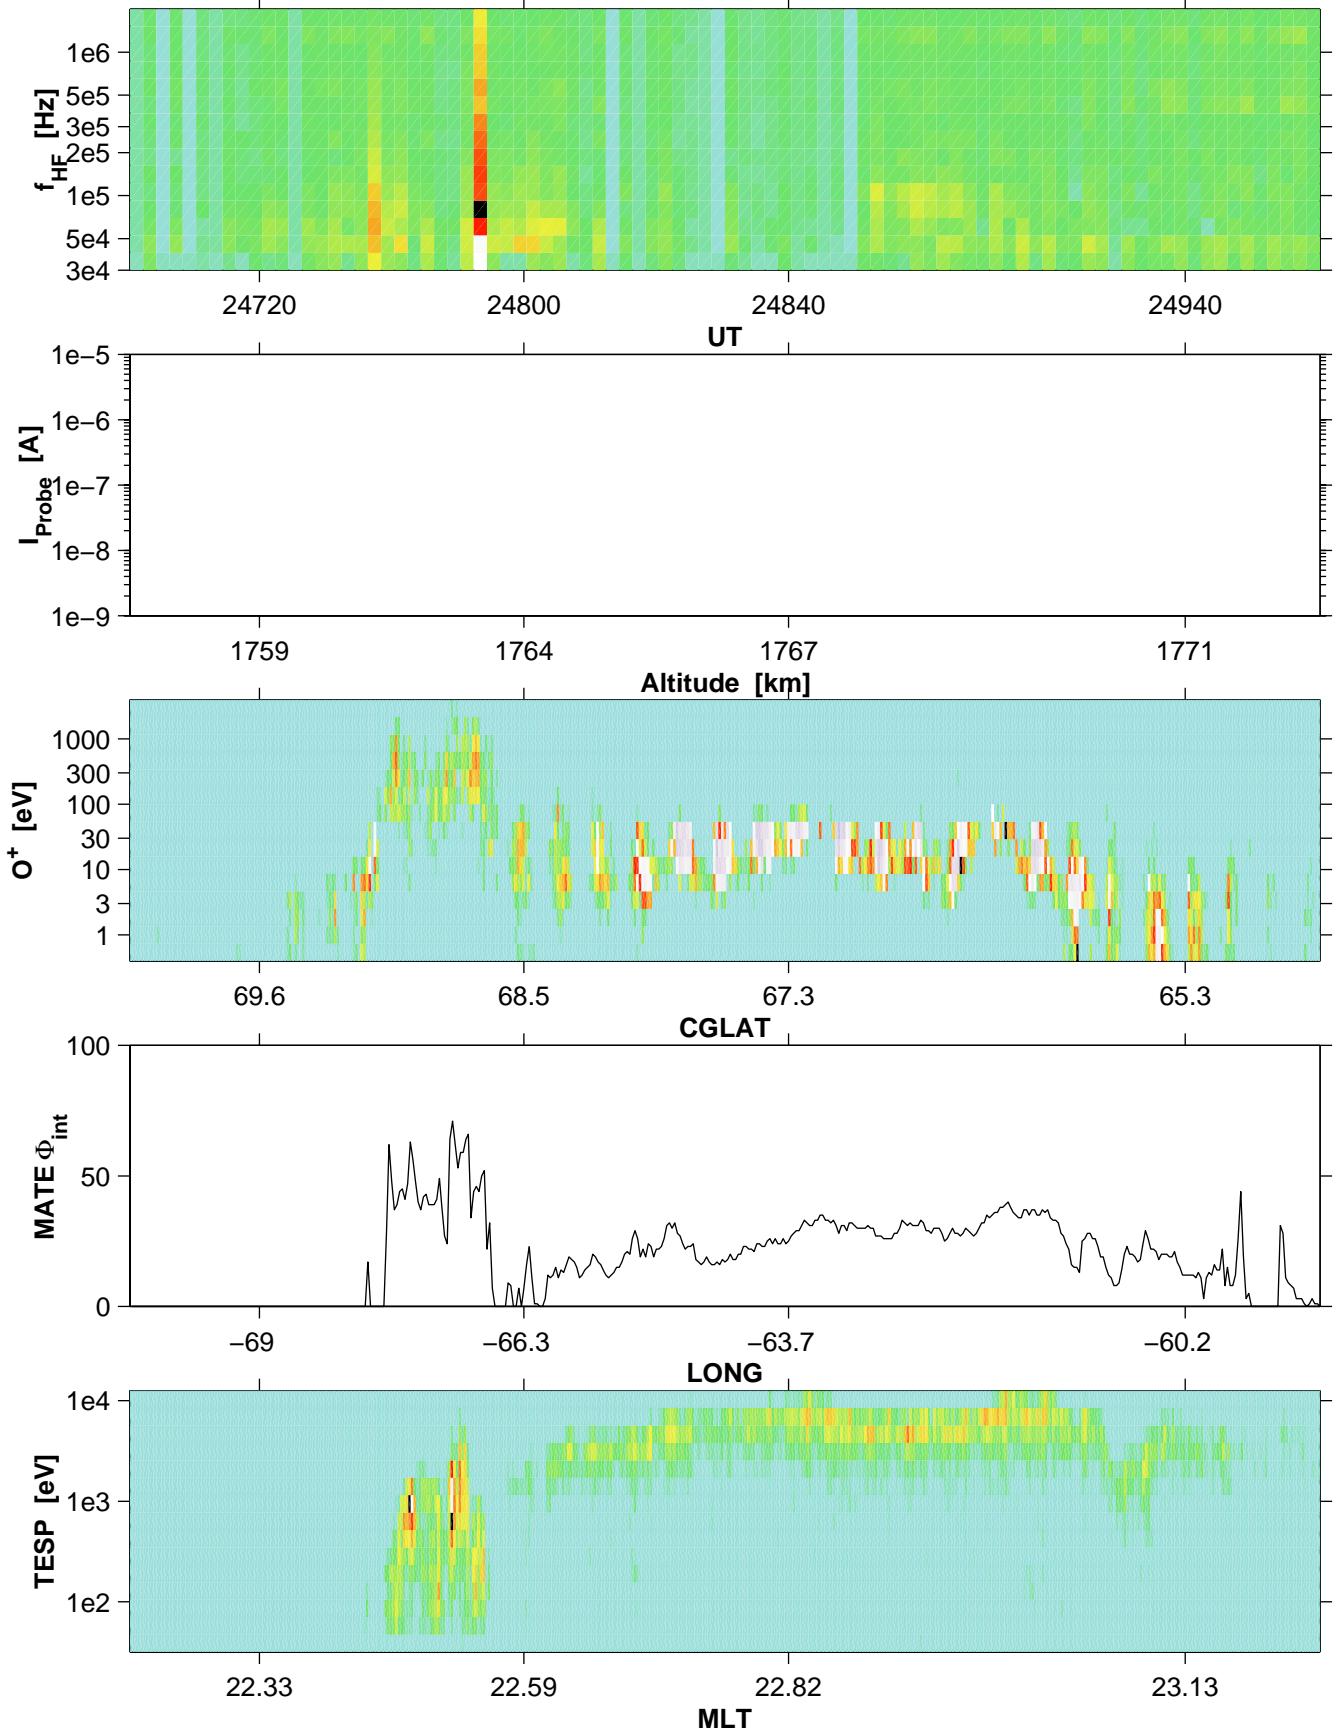 1e6
5e5
3e5
2e5
1e5
5e4
3e4
f_HF [Hz]
24720 24800 24840 24940
UT
1e−5
1e−6
1e−7
1e−8
1e−9
I_Probe [A]
1759 1764 1767 1771
Altitude [km]
1000
300
100
30
10
3
1
O+ [eV]
69.6 68.5 67.3 65.3
CGLAT
100
50
0
MATE Φ_int
−69 −66.3 −63.7 −60.2
LONG
1e4
1e3
1e2
TESP [eV]
22.33 22.59 22.82 23.13
MLT